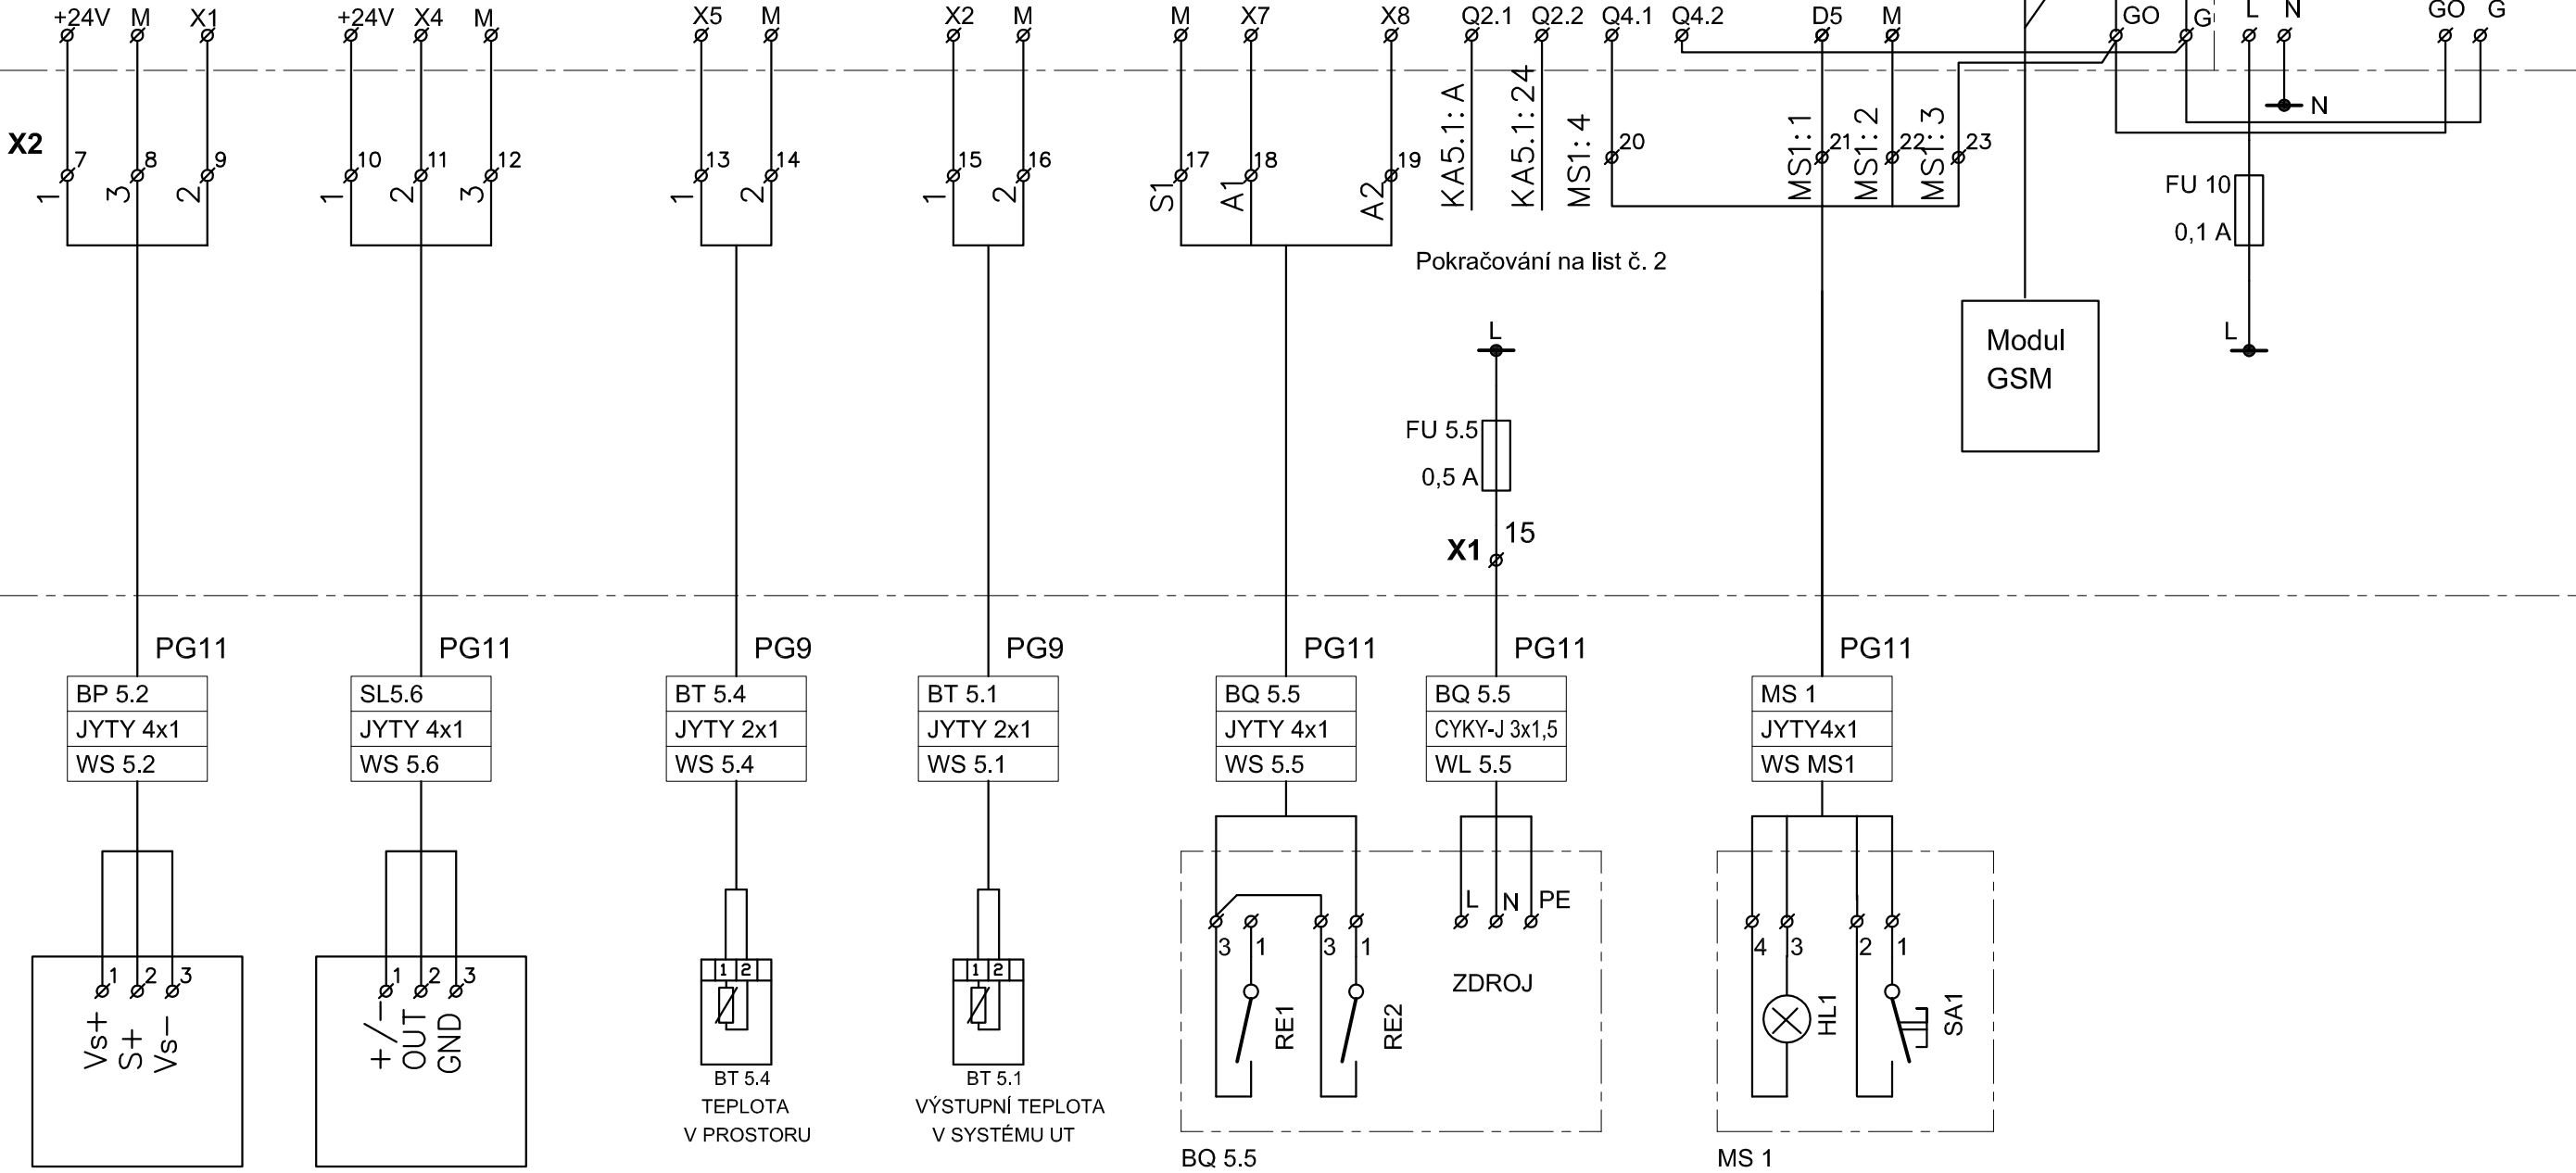 +24V M X1 +24V X4 M X5 M X2 M M X7 X8 Q2.1 Q2.2 Q4.1 Q4.2 D5 M GO G L N GO G
N
X2
7 8 9 10 11 12 13 14 15 16 17 18 19 20 21 22 23
1 3 2 1 2 3 1 2 1 2 S1 A1 A2 KA5.1: A KA5.1: 24 MS1: 4 MS1: 1 MS1: 2 MS1: 3
FU 10
0,1 A
Pokračování na list č. 2
L
L
Modul
GSM
FU 5.5
0,5 A
X1 15
PG11 PG11 PG9 PG9 PG11 PG11 PG11
BP 5.2 SL5.6 BT 5.4 BT 5.1 BQ 5.5 BQ 5.5 MS 1
JYTY 4x1 JYTY 4x1 JYTY 2x1 JYTY 2x1 JYTY 4x1 CYKY-J 3x1,5 JYTY4x1
WS 5.2 WS 5.6 WS 5.4 WS 5.1 WS 5.5 WL 5.5 WS MS1
L N PE
3 1 3 1 4 3 2 1
1 2 3 1 2 3 1 2 1 2
ZDROJ
Vs+ S+ Vs- +/- OUT GND RE1 RE2 HL1 SA1
BT 5.4
TEPLOTA
V PROSTORU
BT 5.1
VÝSTUPNÍ TEPLOTA
V SYSTÉMU UT
BQ 5.5 MS 1